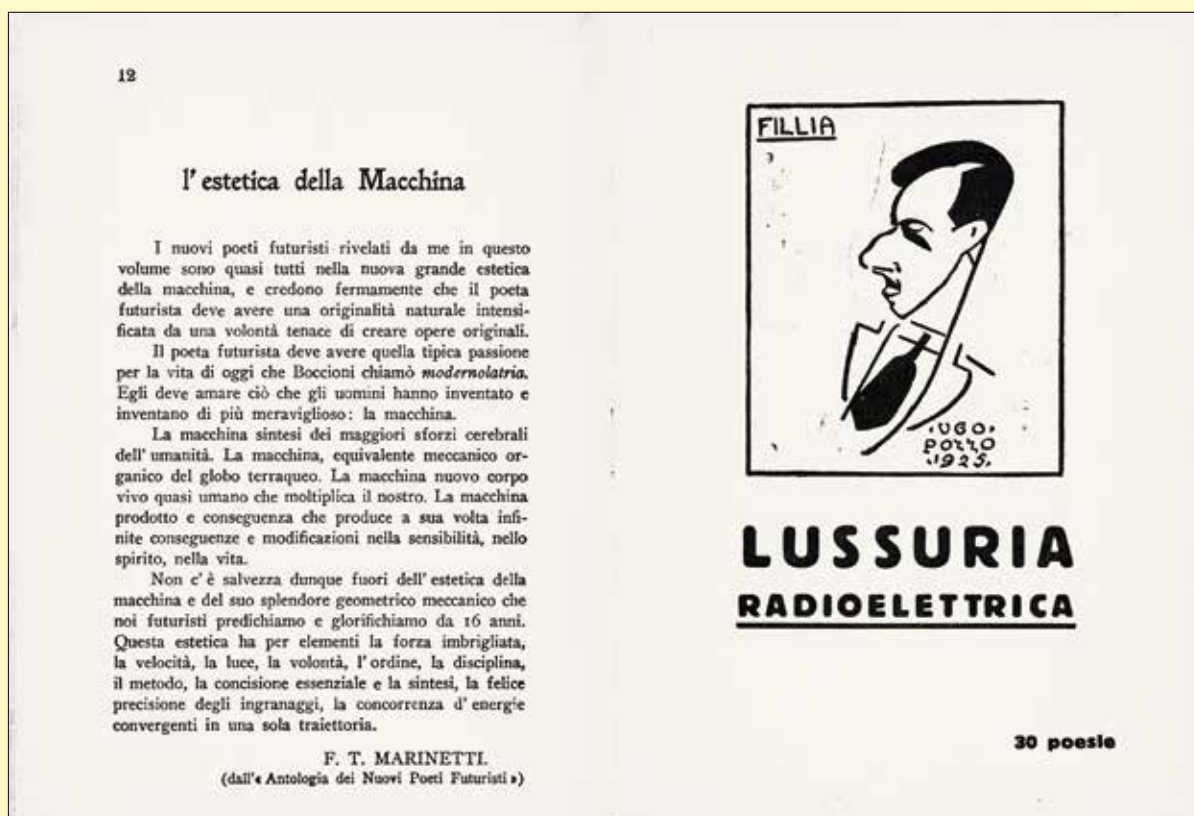 12
l'estetica della Macchina
I nuovi poeti futuristi rivelati da me in questo
volume sono quasi tutti nella nuova grande estetica
della macchina, e credono fermamente che il poeta
futurista deve avere una originalità naturale intensi-
ficata da una volontà tenace di creare opere originali.
Il poeta futurista deve avere quella tipica passione
per la vita di oggi che Boccioni chiamò modernolatria.
Egli deve amare ciò che gli uomini hanno inventato e
inventano di più meraviglioso: la macchina.
La macchina sintesi dei maggiori sforzi cerebrali
dell'umanità. La macchina, equivalente meccanico or-
ganico del globo terraqueo. La macchina nuovo corpo
vivo quasi umano che moltiplica il nostro. La macchina
prodotto e conseguenza che produce a sua volta infi-
nite conseguenze e modificazioni nella sensibilità, nello
spirito, nella vita.
Non c'è salvezza dunque fuori dell'estetica della
macchina e del suo splendore geometrico meccanico che
noi futuristi predichiamo e glorifichiamo da 16 anni.
Questa estetica ha per elementi la forza imbrigliata,
la velocità, la luce, la volontà, l'ordine, la disciplina,
il metodo, la concisione essenziale e la sintesi, la felice
precisione degli ingranaggi, la concorrenza d'energie
convergenti in una sola traiettoria.
F. T. MARINETTI.
(dall'« Antologia dei Nuovi Poeti Futuristi »)
FILLIA
·UGO·
POZZO
·1925·
LUSSURIA
RADIOELETTRICA
30 poesie